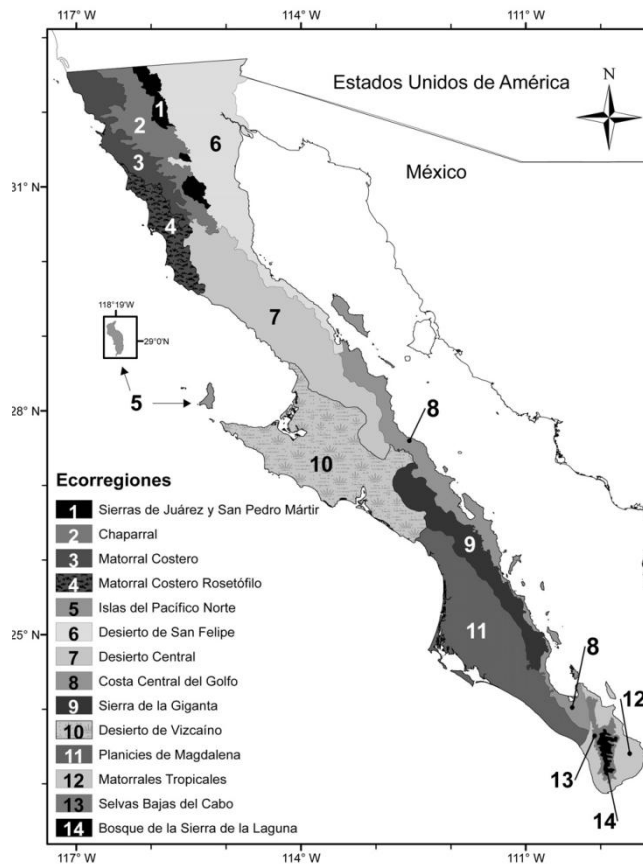 117° W
114° W
111° W
Estados Unidos de América
N
México
1
2
3
6
31° N
4
7
118°19'W
29°0'N
5
28° N
8
10
9
Ecorregiones
1 Sierras de Juárez y San Pedro Mártir
2 Chaparral
3 Matorral Costero
4 Matorral Costero Rosetófilo
5 Islas del Pacífico Norte
6 Desierto de San Felipe
7 Desierto Central
8 Costa Central del Golfo
9 Sierra de la Giganta
10 Desierto de Vizcaíno
11 Planicies de Magdalena
12 Matorrales Tropicales
13 Selvas Bajas del Cabo
14 Bosque de la Sierra de la Laguna
11
25° N
8
12
13
14
117° W
114° W
111° W